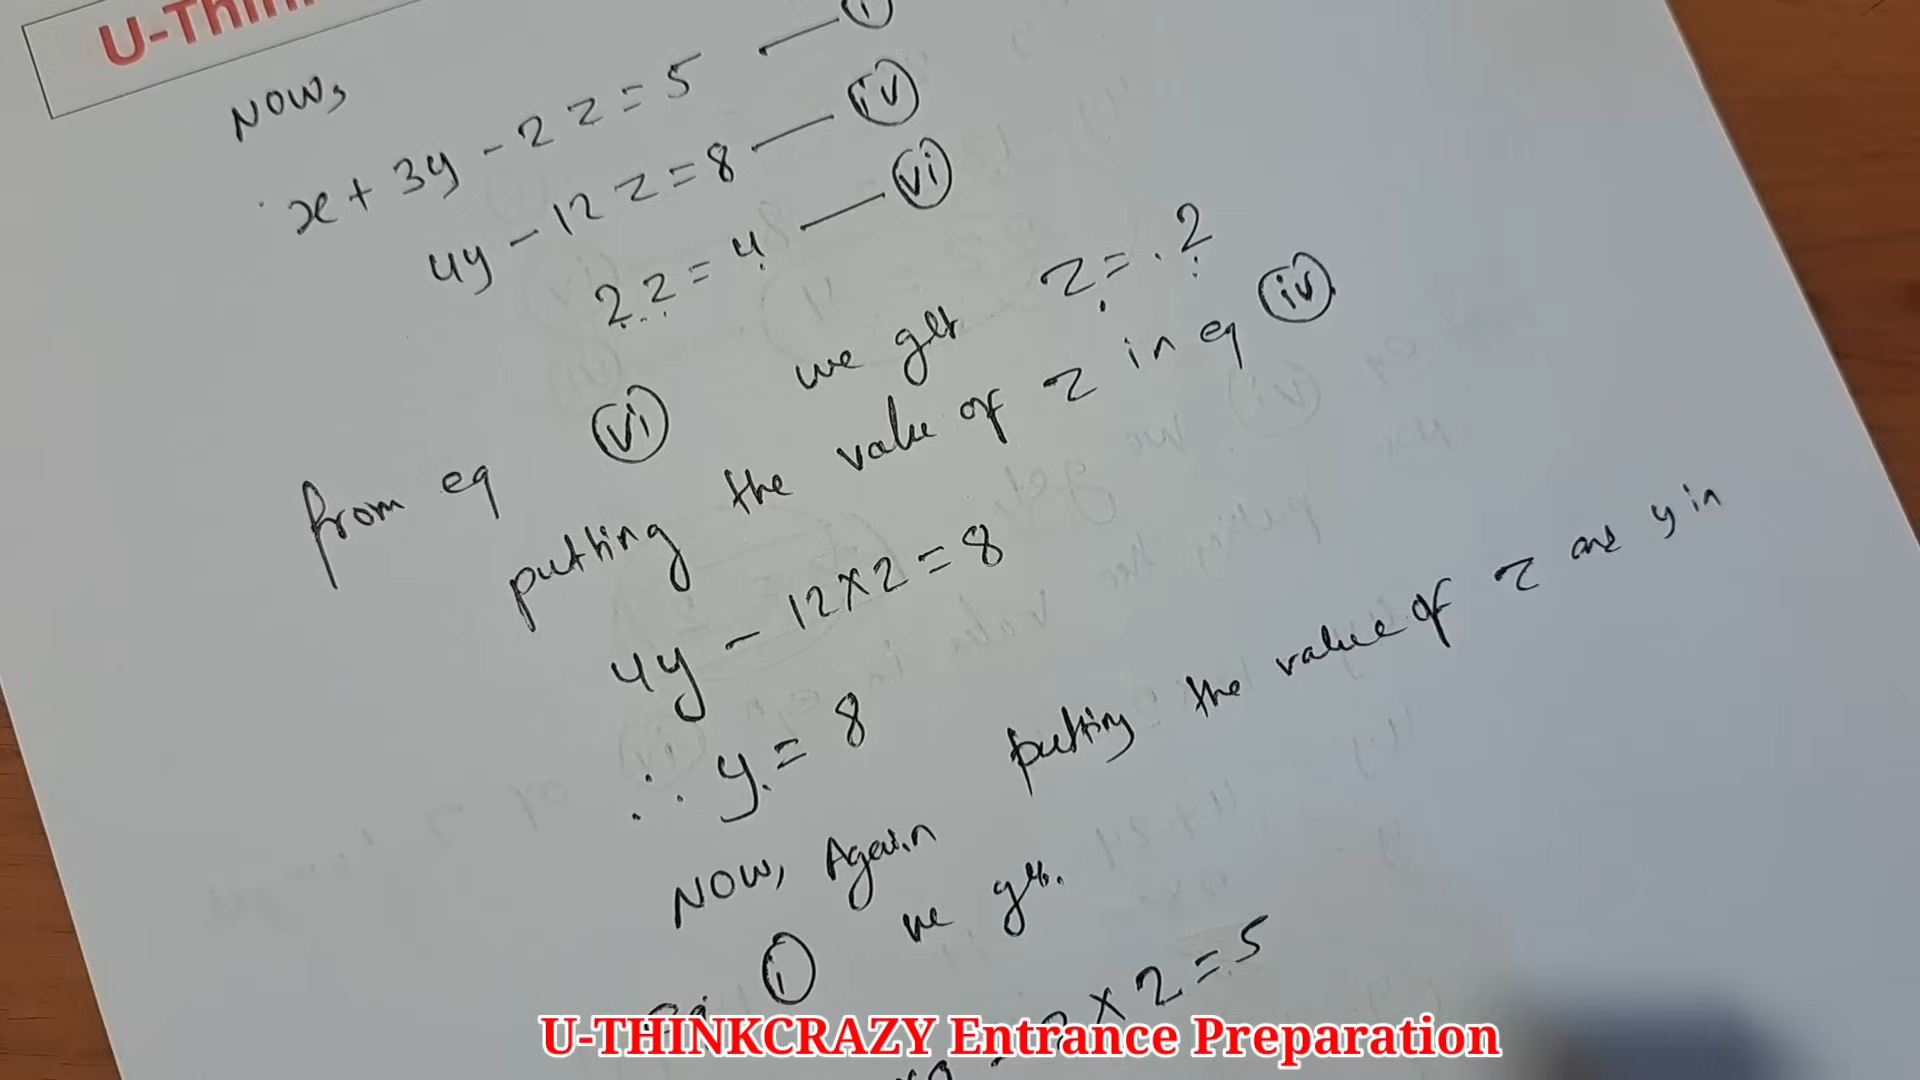 U-Thin
NOW,
x + 3y - 2z = 5 — (i)
4y - 12z = 8 — (iv)
2z = 4 — (vi)
from eq (vi) we get z = 2
putting the value of z in eq (iv)
4y - 12×2 = 8
∴ y = 8
NOW, Again putting the value of z and y in
(i) we get.
× 2 = 5
U-THINKCRAZY Entrance Preparation